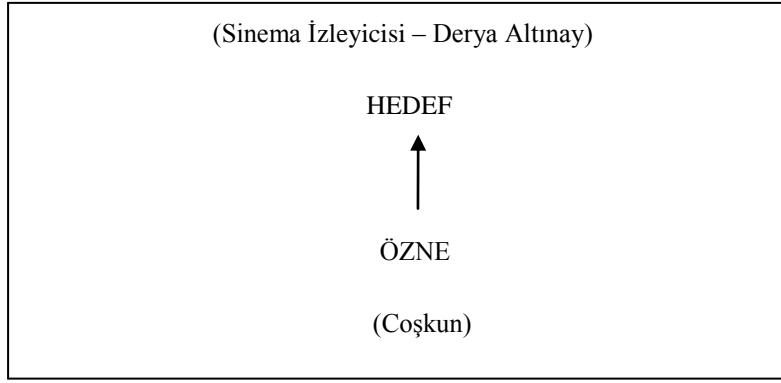 (Sinema İzleyicisi – Derya Altınay)
HEDEF
ÖZNE
(Coşkun)